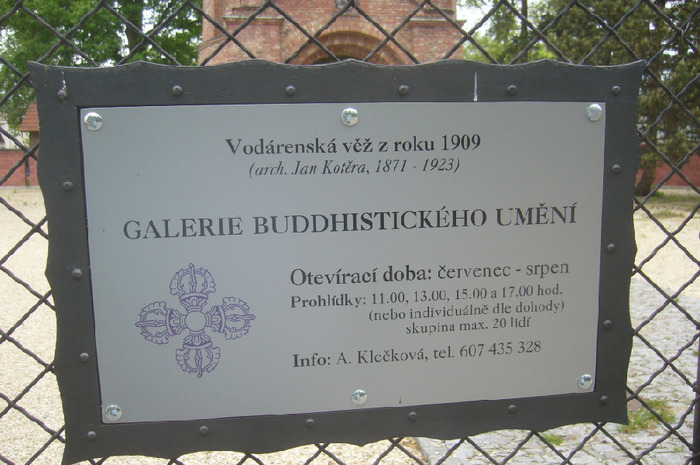 Vodárenská věž z roku 1909
(arch. Jan Kotěra, 1871 - 1923)
GALERIE BUDDHISTICKÉHO UMĚNÍ
Otevírací doba: červenec - srpen
Prohlídky: 11.00, 13.00, 15.00 a 17.00 hod.
(nebo individuálně dle dohody)
skupina max. 20 lidí
Info: A. Klečková, tel. 607 435 328